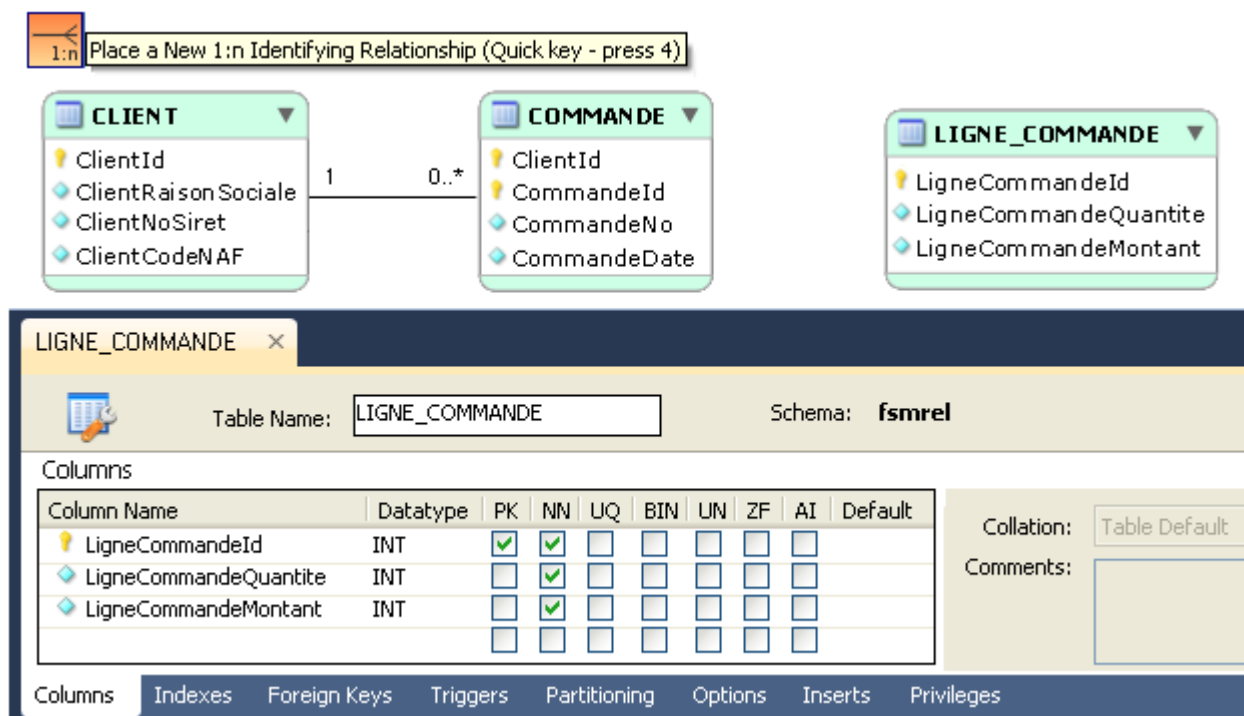 1:n Place a New 1:n Identifying Relationship (Quick key - press 4)
CLIENT
ClientId
ClientRaisonSociale
ClientNoSiret
ClientCodeNAF
1 0..*
COMMANDE
ClientId
CommandeId
CommandeNo
CommandeDate
LIGNE_COMMANDE
LigneCommandeId
LigneCommandeQuantite
LigneCommandeMontant
LIGNE_COMMANDE
Table Name: LIGNE_COMMANDE Schema: fsmrel
Columns
Column Name Datatype PK NN UQ BIN UN ZF AI Default
LigneCommandeId INT
LigneCommandeQuantite INT
LigneCommandeMontant INT
Collation: Table Default
Comments:
Columns Indexes Foreign Keys Triggers Partitioning Options Inserts Privileges